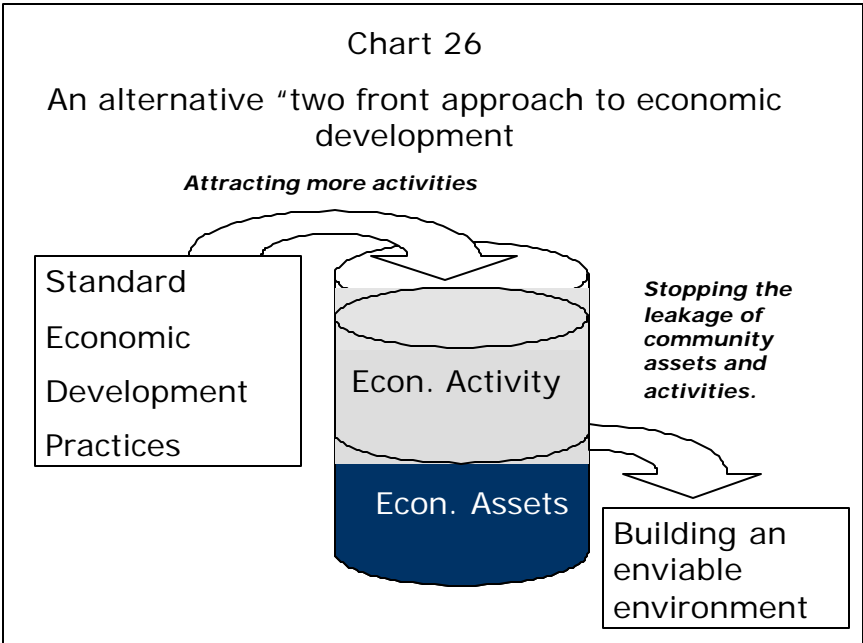 Chart 26
An alternative "two front approach to economic
development
Attracting more activities
Standard
Economic
Development
Practices
Stopping the
leakage of
community
assets and
activities.
Econ. Activity
Econ. Assets
Building an
enviable
environment